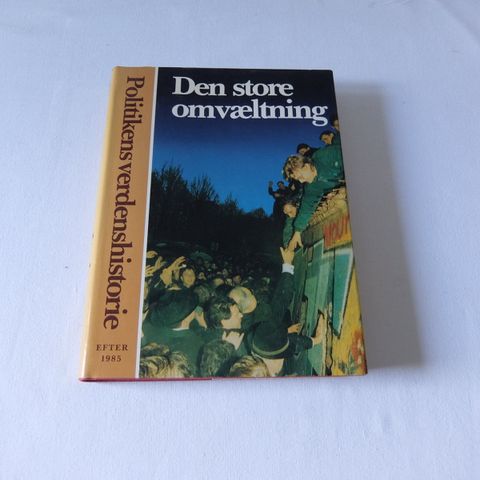 Den store
omvæltning
Politikens verdenshistorie
EFTER
1985